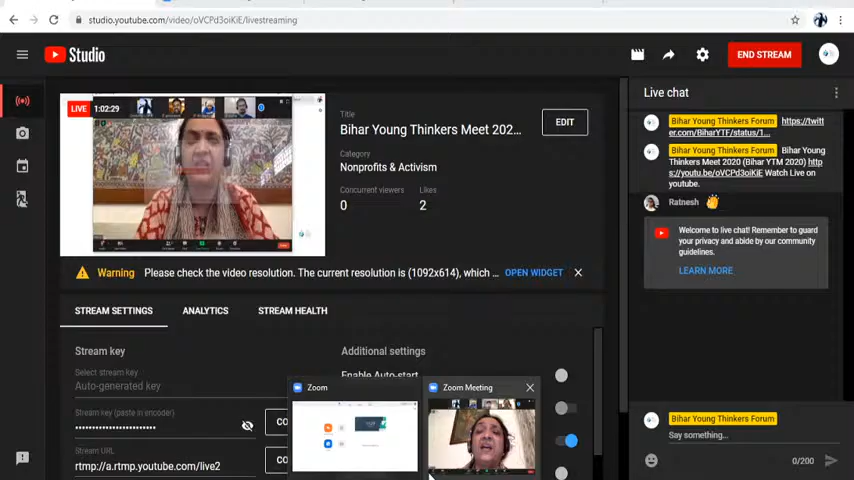 studio.youtube.com/video/oVCPd3oiKiE/livestreaming
Studio
END STREAM
LIVE 1:02:29
Title
Bihar Young Thinkers Meet 202...
EDIT
Category
Nonprofits & Activism
Concurrent viewers
Likes
0
2
Warning Please check the video resolution. The current resolution is (1092x614), which ... OPEN WIDGET
STREAM SETTINGS
ANALYTICS
STREAM HEALTH
Stream key
Select stream key
Auto-generated key
Stream key (paste in encoder)
CO
Stream URL
rtmp://a.rtmp.youtube.com/live2
CO
Additional settings
Enable Auto-start
Zoom
Zoom Meeting
Live chat
Bihar Young Thinkers Forum https://twitt
er.com/BiharYTF/status/1...
Bihar Young Thinkers Forum Bihar Young
Thinkers Meet 2020 (Bihar YTM 2020) http
s://youtu.be/oVCPd3oiKiE Watch Live on
youtube.
Ratnesh
Welcome to live chat! Remember to guard
your privacy and abide by our community
guidelines.
LEARN MORE
Bihar Young Thinkers Forum
Say something...
0/200